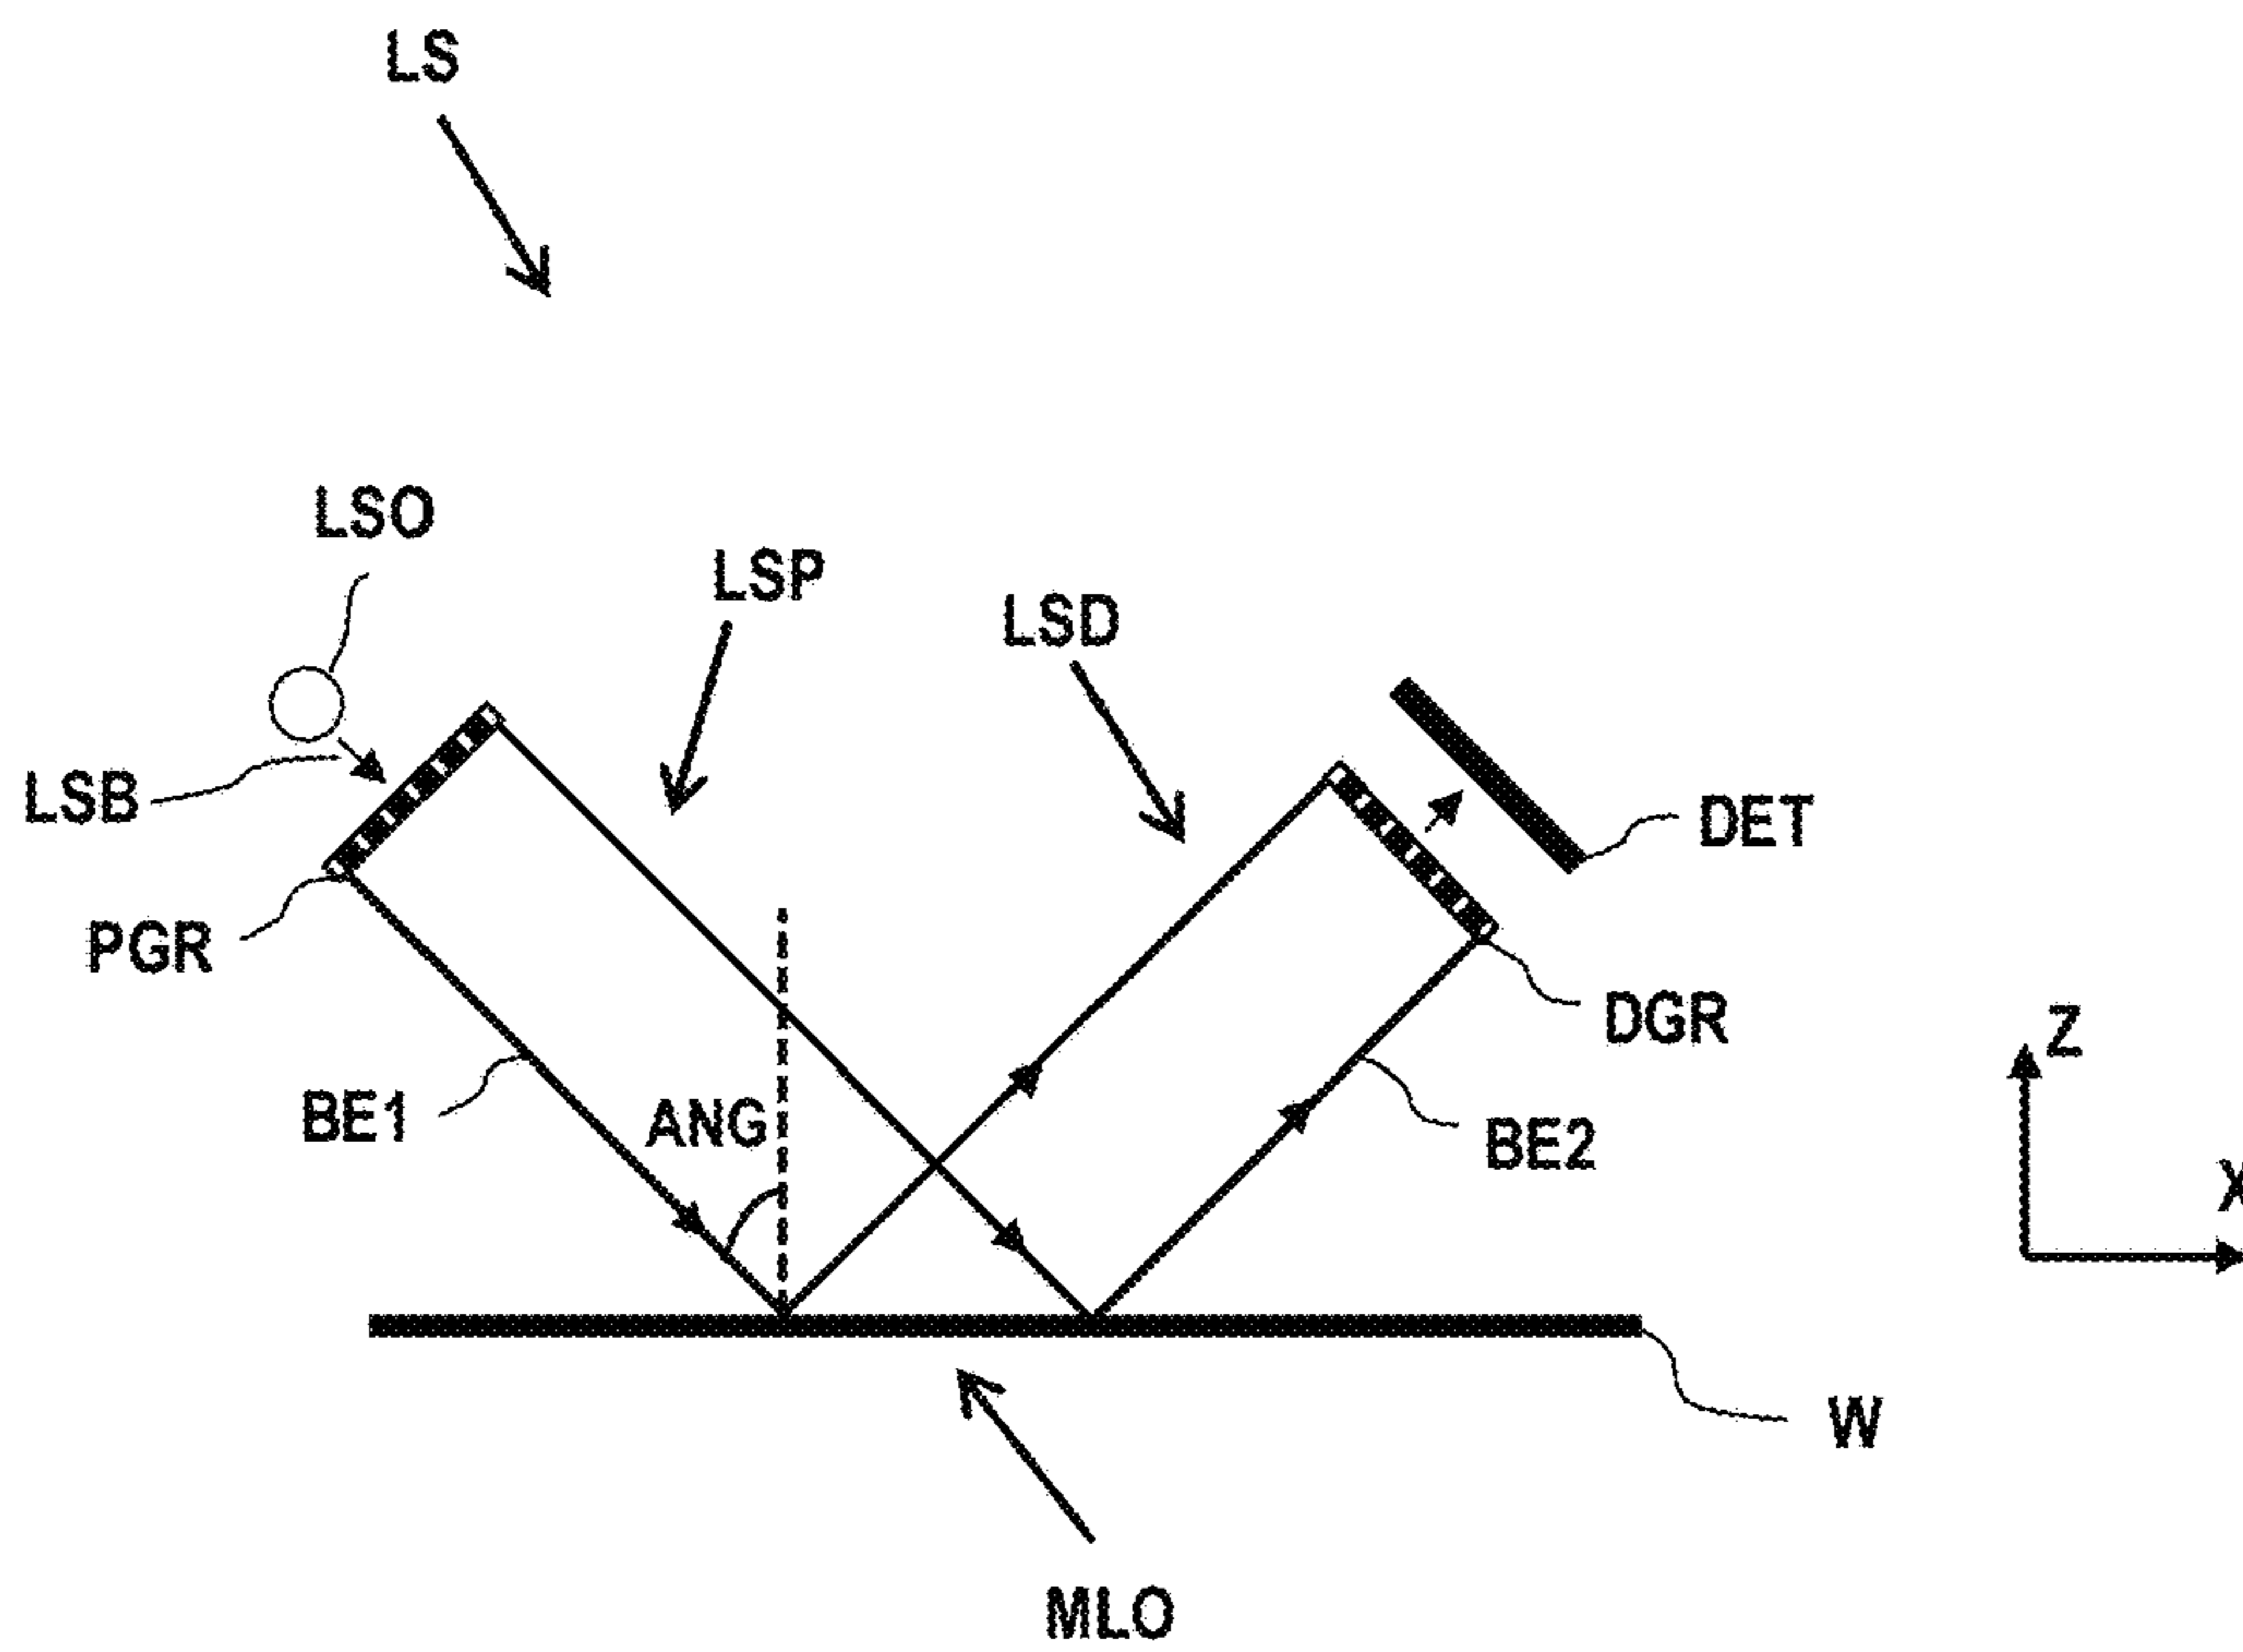 LS
LSO
LSP
LSD
LSB
DET
PGR
DGR
Z
BE1
ANG
BE2
X
W
MLO